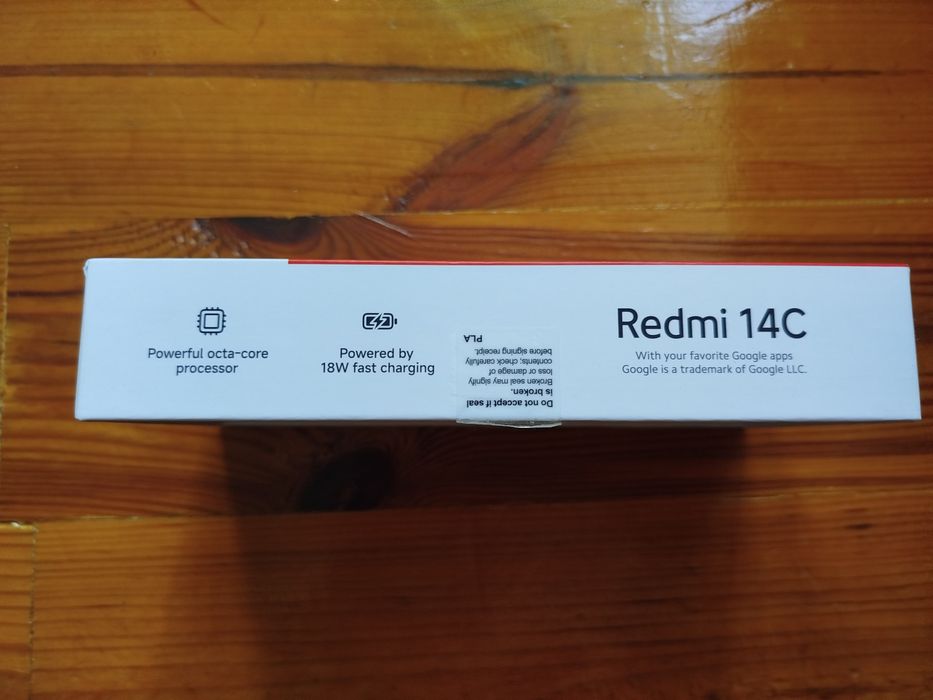 Powerful octa-core
processor
Powered by
18W fast charging
Do not accept if seal
is broken.
Broken seal may signify
loss or damage of
contents; check carefully
before signing receipt.
PLA
Redmi 14C
With your favorite Google apps
Google is a trademark of Google LLC.